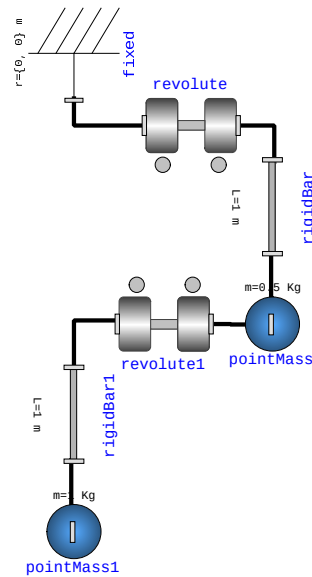 r={0, 0} m
fixed
revolute
L=1 m
rigidBar
m=0.5 Kg
pointMass
revolute1
rigidBar1
L=1 m
m=1 Kg
pointMass1